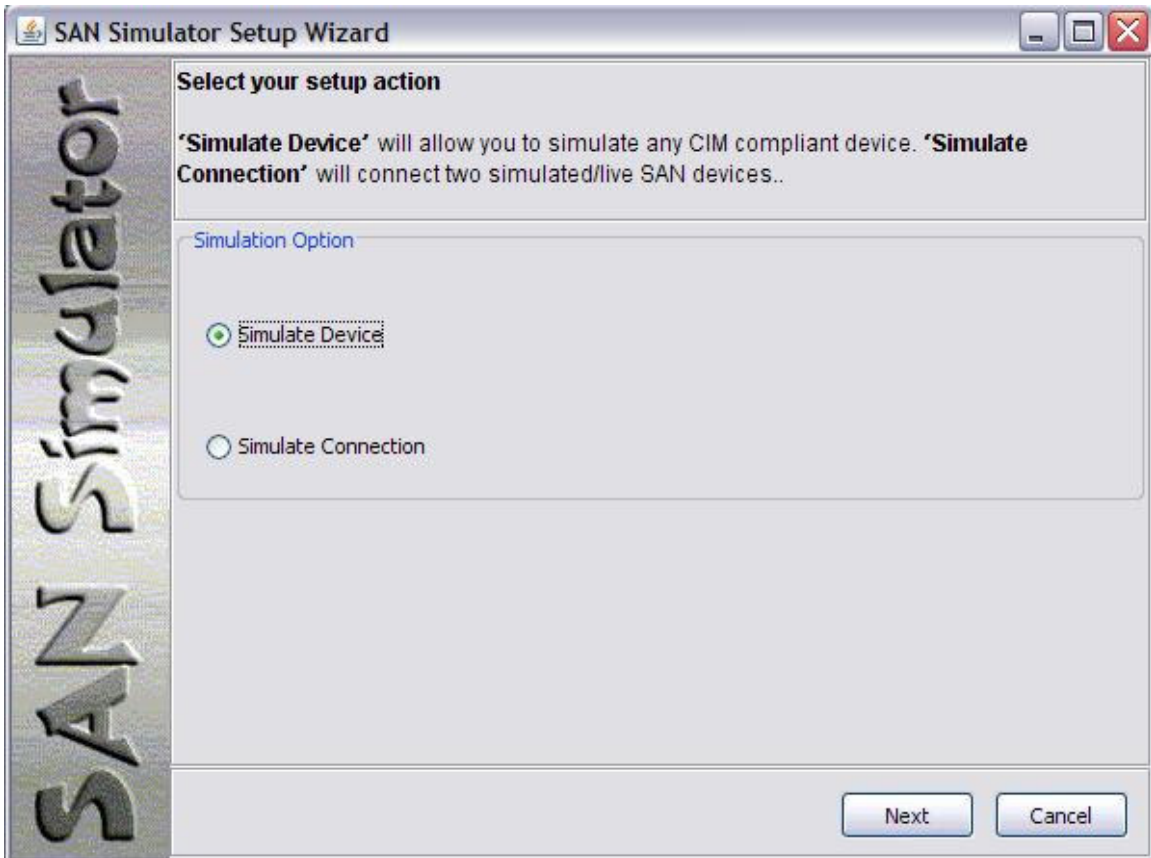 SAN Simulator Setup Wizard
SAN Simulator
Select your setup action
‘Simulate Device’ will allow you to simulate any CIM compliant device. ‘Simulate
Connection’ will connect two simulated/live SAN devices..
Simulation Option
Simulate Device
Simulate Connection
Next
Cancel